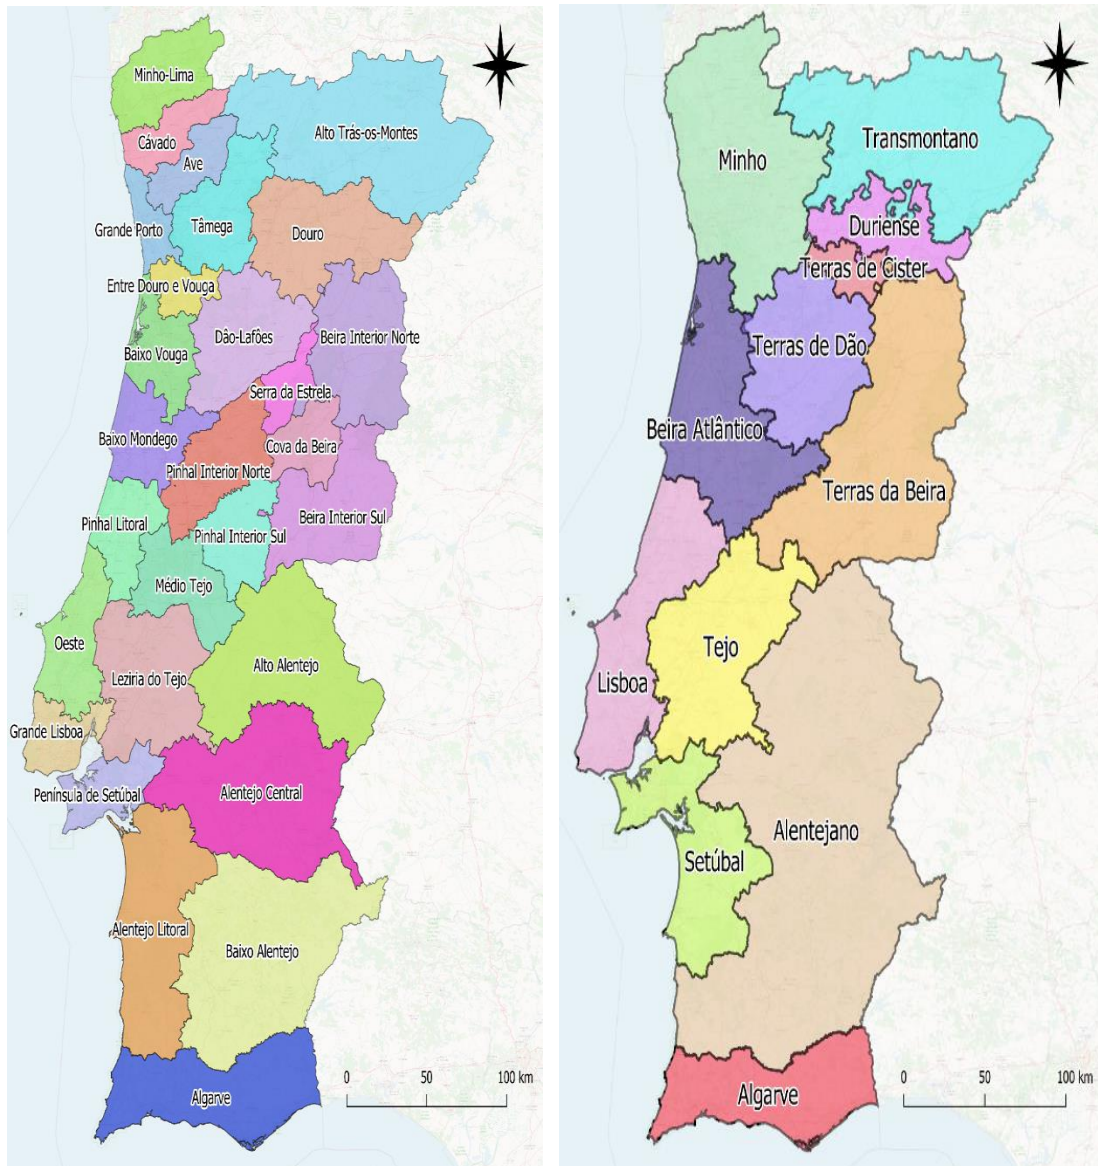 Minho-Lima
Cávado
Ave
Alto Trás-os-Montes
Grande Porto
Tâmega
Douro
Entre Douro e Vouga
Baixo Vouga
Dão-Lafões
Beira Interior Norte
Serra da Estrela
Baixo Mondego
Cova da Beira
Pinhal Interior Norte
Pinhal Litoral
Pinhal Interior Sul
Beira Interior Sul
Médio Tejo
Oeste
Leziria do Tejo
Alto Alentejo
Grande Lisboa
Península de Setúbal
Alentejo Central
Alentejo Litoral
Baixo Alentejo
Algarve
0 50 100 km
Minho
Transmontano
Duriense
Terras de Cister
Terras de Dão
Beira Atlântico
Terras da Beira
Tejo
Lisboa
Alentejano
Setúbal
Algarve
0 50 100 km